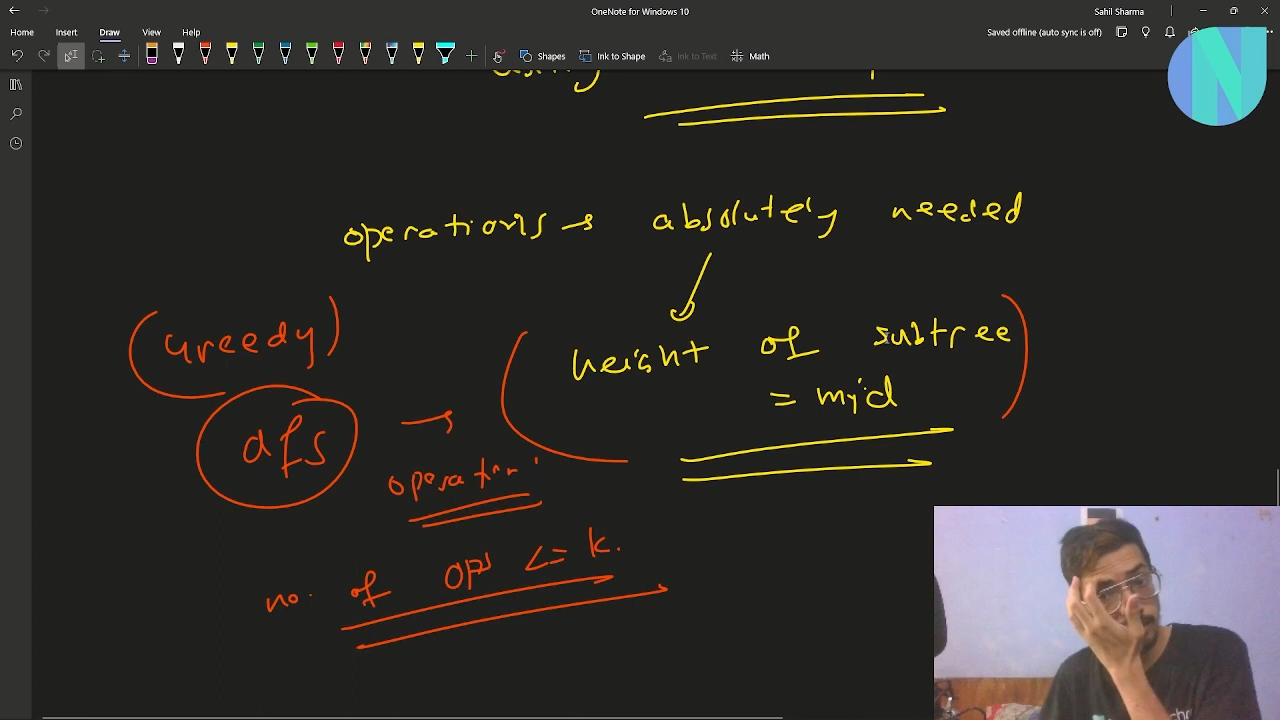 OneNote for Windows 10
Sahil Sharma
Home Insert Draw View Help
Saved offline (auto sync is off)
Shapes Ink to Shape Ink to Text Math
operations → absolutely needed
(Greedy)
height of subtree
= mid
dfs →
operation
no. of ops <= k.